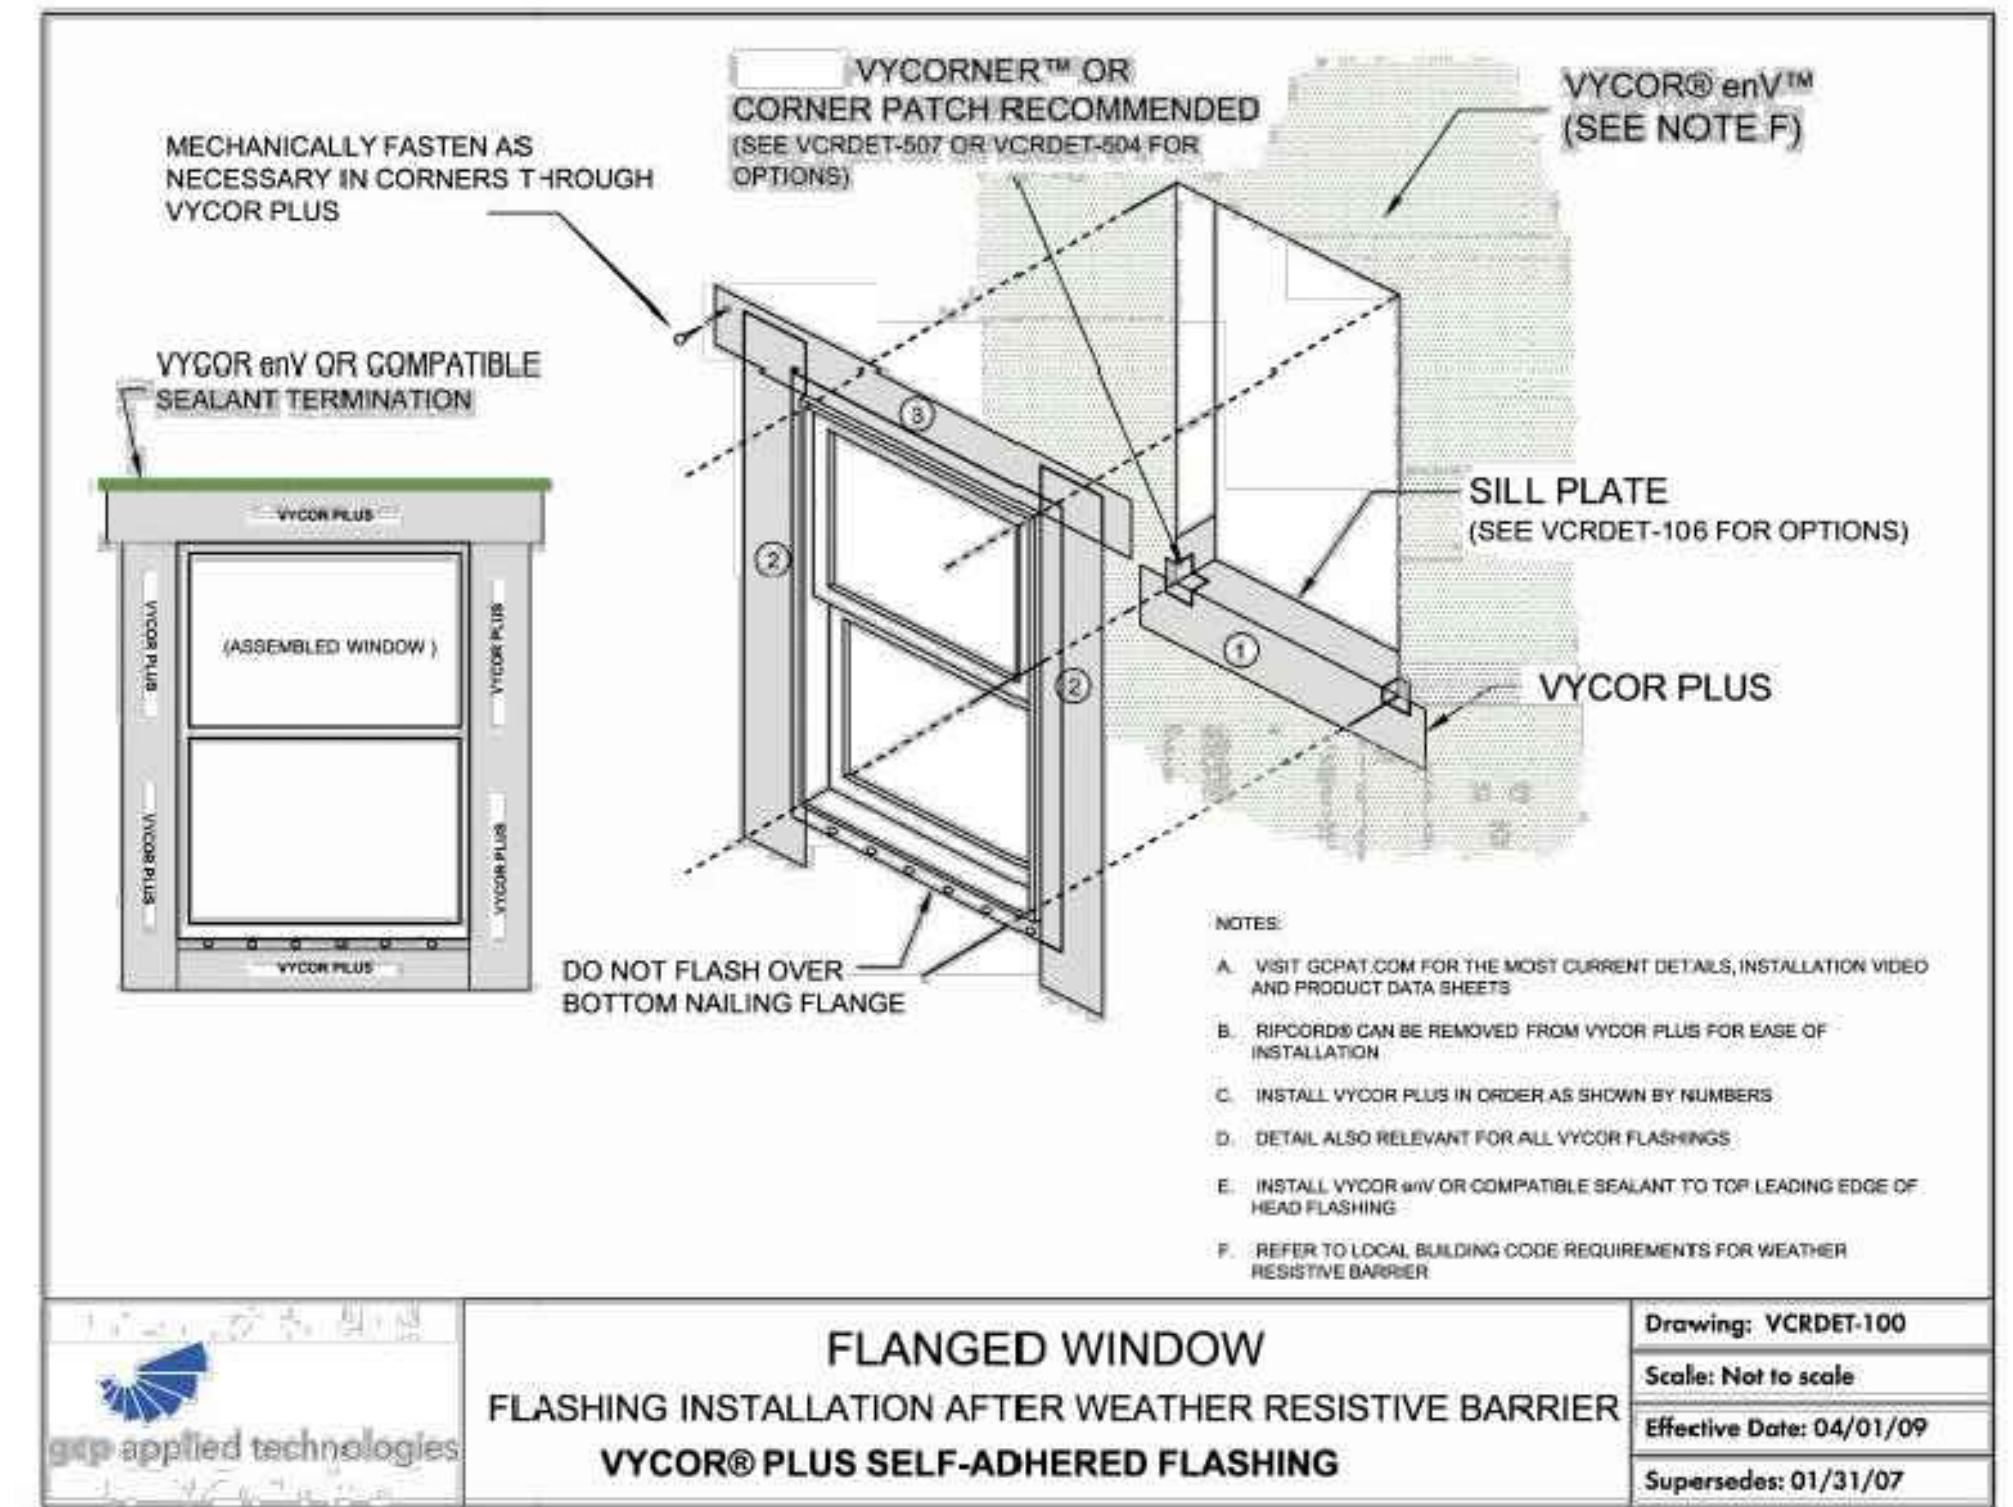 VYCORNER™ OR
CORNER PATCH RECOMMENDED
(SEE VCRDET-507 OR VCRDET-504 FOR
OPTIONS)
VYCOR® enV™
(SEE NOTE F)
MECHANICALLY FASTEN AS
NECESSARY IN CORNERS THROUGH
VYCOR PLUS
VYCOR enV OR COMPATIBLE
SEALANT TERMINATION
VYCOR PLUS
(ASSEMBLED WINDOW )
VYCOR PLUS
VYCOR PLUS
VYCOR PLUS
VYCOR PLUS
VYCOR PLUS
3
2
2
1
SILL PLATE
(SEE VCRDET-106 FOR OPTIONS)
VYCOR PLUS
DO NOT FLASH OVER
BOTTOM NAILING FLANGE
NOTES:
A. VISIT GCPAT.COM FOR THE MOST CURRENT DETAILS, INSTALLATION VIDEO
AND PRODUCT DATA SHEETS
B. RIPCORD® CAN BE REMOVED FROM VYCOR PLUS FOR EASE OF
INSTALLATION
C. INSTALL VYCOR PLUS IN ORDER AS SHOWN BY NUMBERS
D. DETAIL ALSO RELEVANT FOR ALL VYCOR FLASHINGS
E. INSTALL VYCOR enV OR COMPATIBLE SEALANT TO TOP LEADING EDGE OF
HEAD FLASHING
F. REFER TO LOCAL BUILDING CODE REQUIREMENTS FOR WEATHER
RESISTIVE BARRIER
gcp applied technologies
FLANGED WINDOW
FLASHING INSTALLATION AFTER WEATHER RESISTIVE BARRIER
VYCOR® PLUS SELF-ADHERED FLASHING
Drawing: VCRDET-100
Scale: Not to scale
Effective Date: 04/01/09
Supersedes: 01/31/07